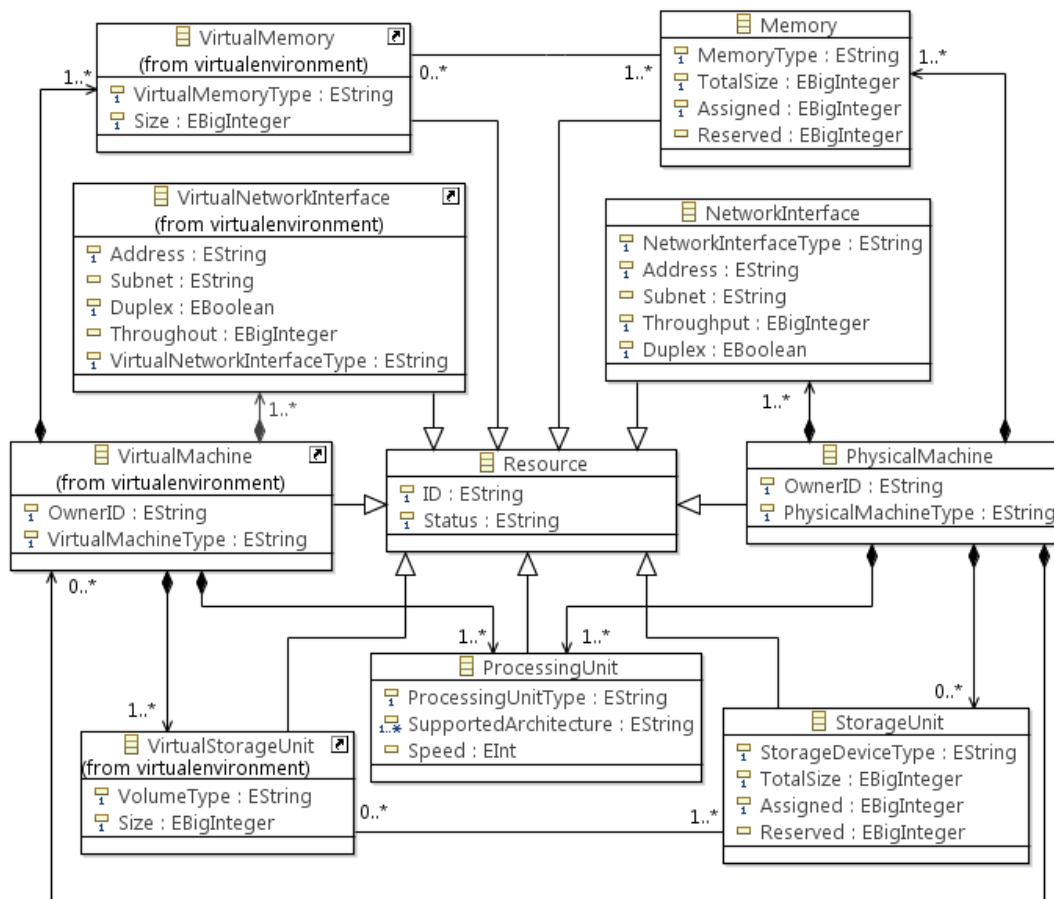 VirtualMemory
(from virtualenvironment)
VirtualMemoryType : EString
Size : EBigInteger
1..*
0..*
1..*
Memory
MemoryType : EString
TotalSize : EBigInteger
Assigned : EBigInteger
Reserved : EBigInteger
1..*
VirtualNetworkInterface
(from virtualenvironment)
Address : EString
Subnet : EString
Duplex : EBoolean
Throughout : EBigInteger
VirtualNetworkInterfaceType : EString
1..*
NetworkInterface
NetworkInterfaceType : EString
Address : EString
Subnet : EString
Throughput : EBigInteger
Duplex : EBoolean
1..*
VirtualMachine
(from virtualenvironment)
OwnerID : EString
VirtualMachineType : EString
0..*
Resource
ID : EString
Status : EString
PhysicalMachine
OwnerID : EString
PhysicalMachineType : EString
1..*
1..*
ProcessingUnit
ProcessingUnitType : EString
SupportedArchitecture : EString
Speed : EInt
1..*
VirtualStorageUnit
(from virtualenvironment)
VolumeType : EString
Size : EBigInteger
0..*
1..*
0..*
StorageUnit
StorageDeviceType : EString
TotalSize : EBigInteger
Assigned : EBigInteger
Reserved : EBigInteger